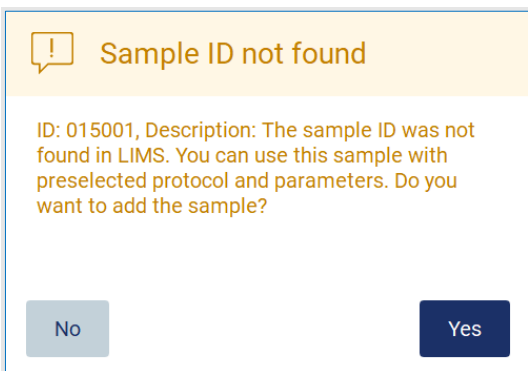 Sample ID not found
ID: 015001, Description: The sample ID was not
found in LIMS. You can use this sample with
preselected protocol and parameters. Do you
want to add the sample?
No
Yes